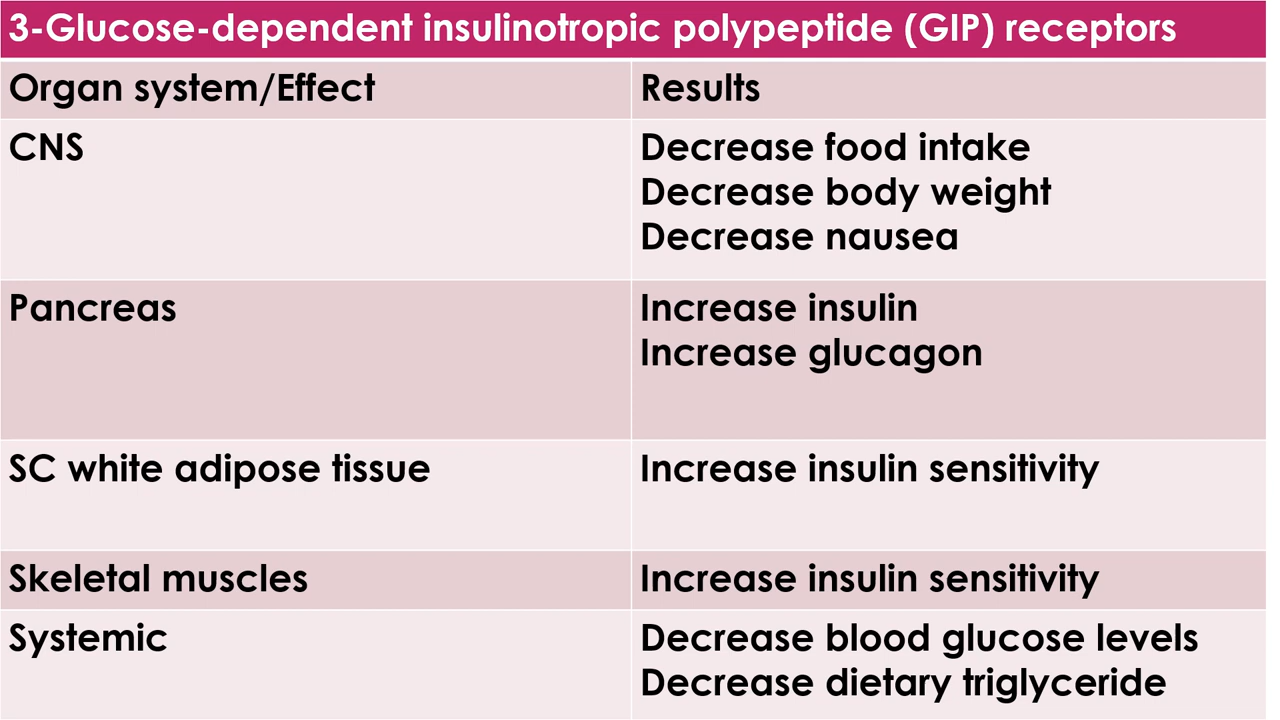 3-Glucose-dependent insulinotropic polypeptide (GIP) receptors
Organ system/Effect
Results
CNS
Decrease food intake
Decrease body weight
Decrease nausea
Pancreas
Increase insulin
Increase glucagon
SC white adipose tissue
Increase insulin sensitivity
Skeletal muscles
Increase insulin sensitivity
Systemic
Decrease blood glucose levels
Decrease dietary triglyceride